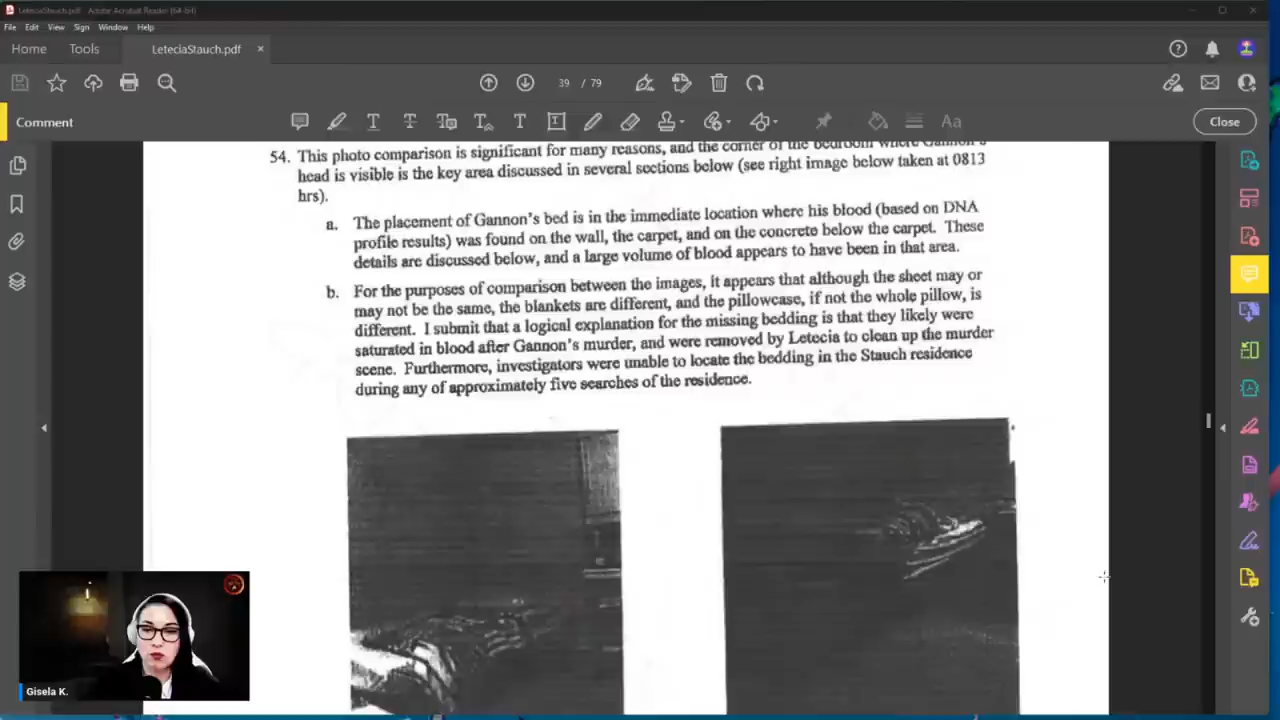 LeteciaStauch.pdf - Adobe Acrobat Reader (64-bit)
File Edit View Sign Window Help
Home Tools LeteciaStauch.pdf ×
39 / 79
Comment
Close
54. This photo comparison is significant for many reasons, and the corner of the bedroom where Gannon's
head is visible is the key area discussed in several sections below (see right image below taken at 0813
hrs).
a. The placement of Gannon's bed is in the immediate location where his blood (based on DNA
profile results) was found on the wall, the carpet, and on the concrete below the carpet. These
details are discussed below, and a large volume of blood appears to have been in that area.
b. For the purposes of comparison between the images, it appears that although the sheet may or
may not be the same, the blankets are different, and the pillowcase, if not the whole pillow, is
different. I submit that a logical explanation for the missing bedding is that they likely were
saturated in blood after Gannon's murder, and were removed by Letecia to clean up the murder
scene. Furthermore, investigators were unable to locate the bedding in the Stauch residence
during any of approximately five searches of the residence.
Gisela K.